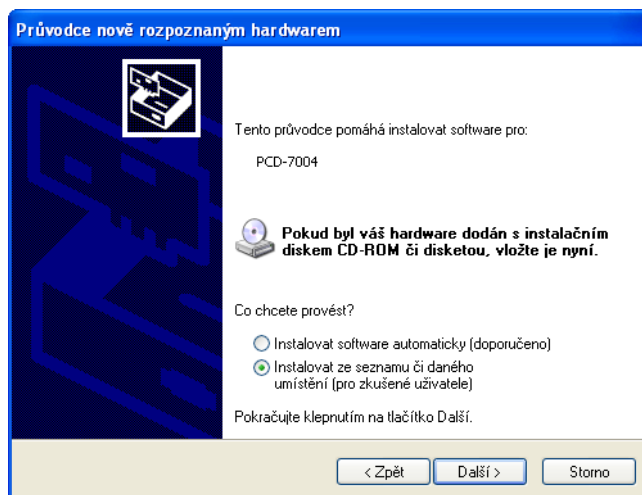 Průvodce nově rozpoznaným hardwarem
Tento průvodce pomáhá instalovat software pro:
PCD-7004
Pokud byl váš hardware dodán s instalačním
diskem CD-ROM či disketou, vložte je nyní.
Co chcete provést?
Instalovat software automaticky (doporučeno)
Instalovat ze seznamu či daného
umístění (pro zkušené uživatele)
Pokračujte klepnutím na tlačítko Další.
< Zpět
Další >
Storno